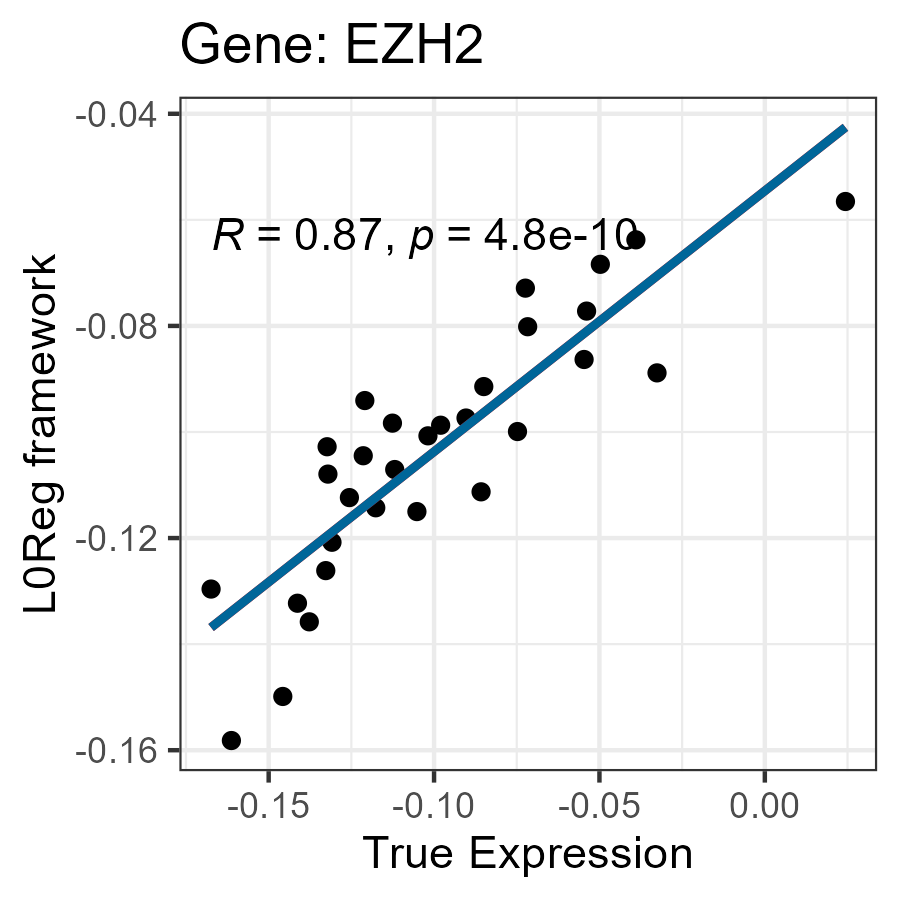 Gene: EZH2
-0.04
R = 0.87, p = 4.8e-10
-0.08
L0Reg framework
-0.12
-0.16
-0.15 -0.10 -0.05 0.00
True Expression